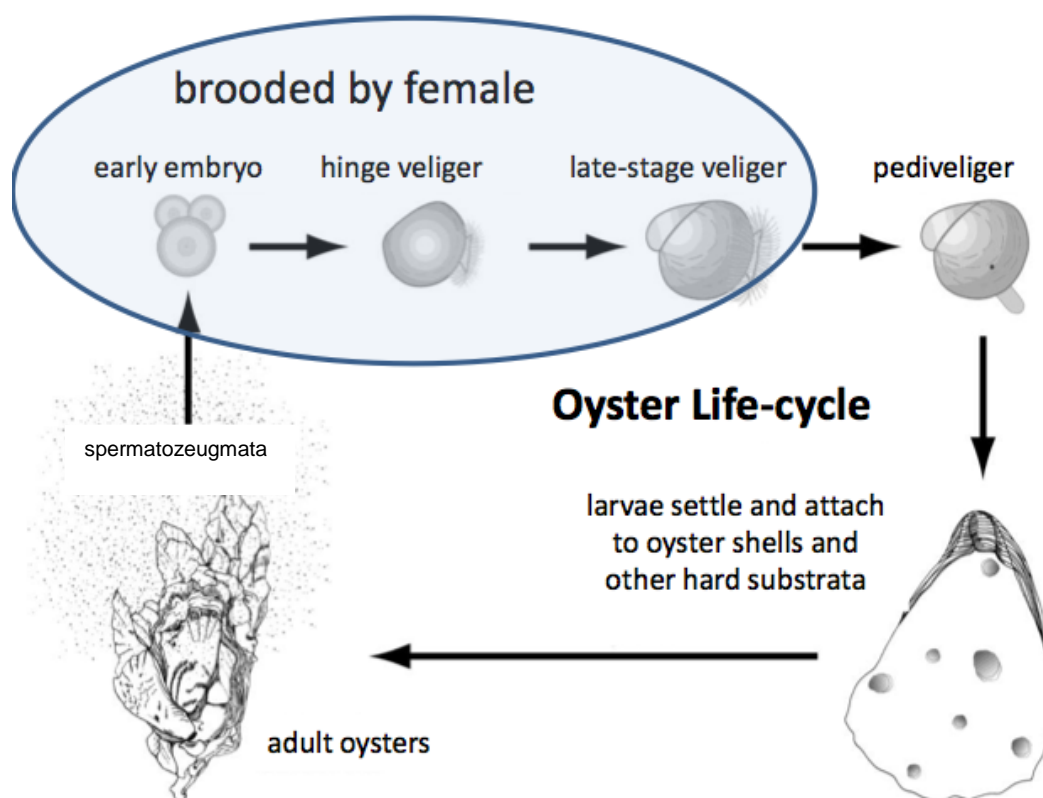 brooded by female
early embryo
hinge veliger
late-stage veliger
pediveliger
Oyster Life-cycle
spermatozeugmata
larvae settle and attach
to oyster shells and
other hard substrata
adult oysters